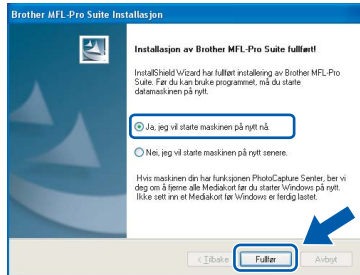 Brother MFL-Pro Suite Installasjon
Installasjon av Brother MFL-Pro Suite fullført!
InstallShield Wizard har fullført installering av Brother MFL-Pro
Suite. Før du kan bruke programmet, må du starte
datamaskinen på nytt.
Ja, jeg vil starte maskinen på nytt nå.
Nei, jeg vil starte maskinen på nytt senere.
Hvis maskinen din har funksjonen PhotoCapture Center, ber vi
deg om å fjerne alle Mediakort før du starter Windows på nytt.
Ikke sett inn et Mediakort før Windows er ferdig lastet.
< Tilbake Fullfør Avbryt